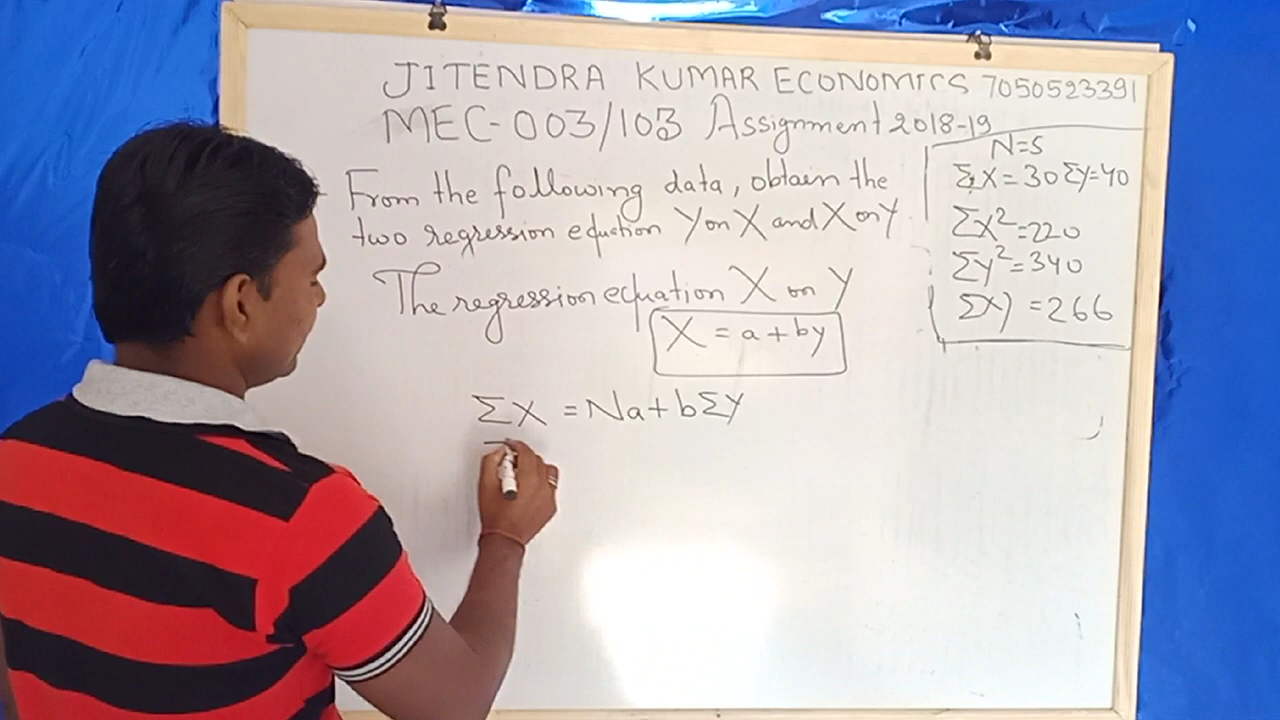 JITENDRA KUMAR ECONOMICS 7050523391
MEC-003/103 Assignment 2018-19
From the following data, obtain the
two regression equation Y on X and X on Y
N=5
ΣX=30 ΣY=40
ΣX²=220
Σy²=340
ΣXY=266
The regression equation X on Y
X = a+by
ΣX = Na+bΣY